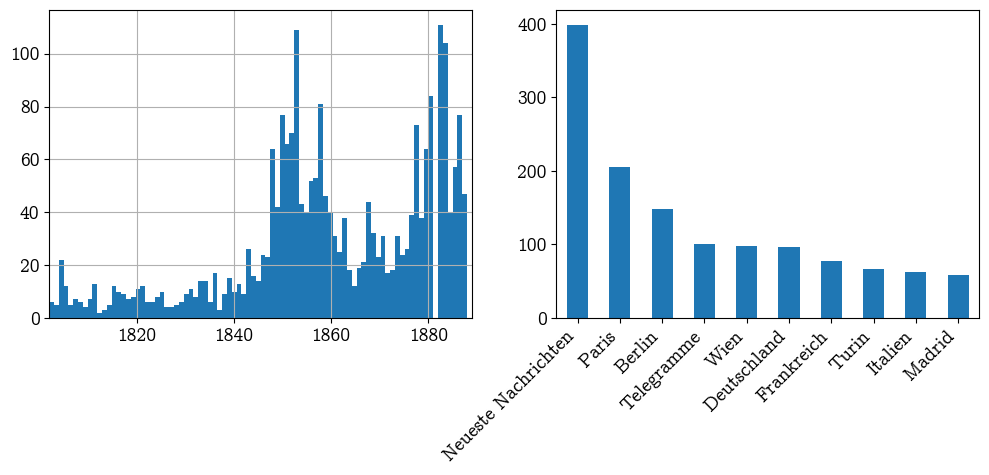 100
80
60
40
20
0
1820 1840 1860 1880
400
300
200
100
0
Neueste Nachrichten
Paris
Berlin
Telegramme
Wien
Deutschland
Frankreich
Turin
Italien
Madrid